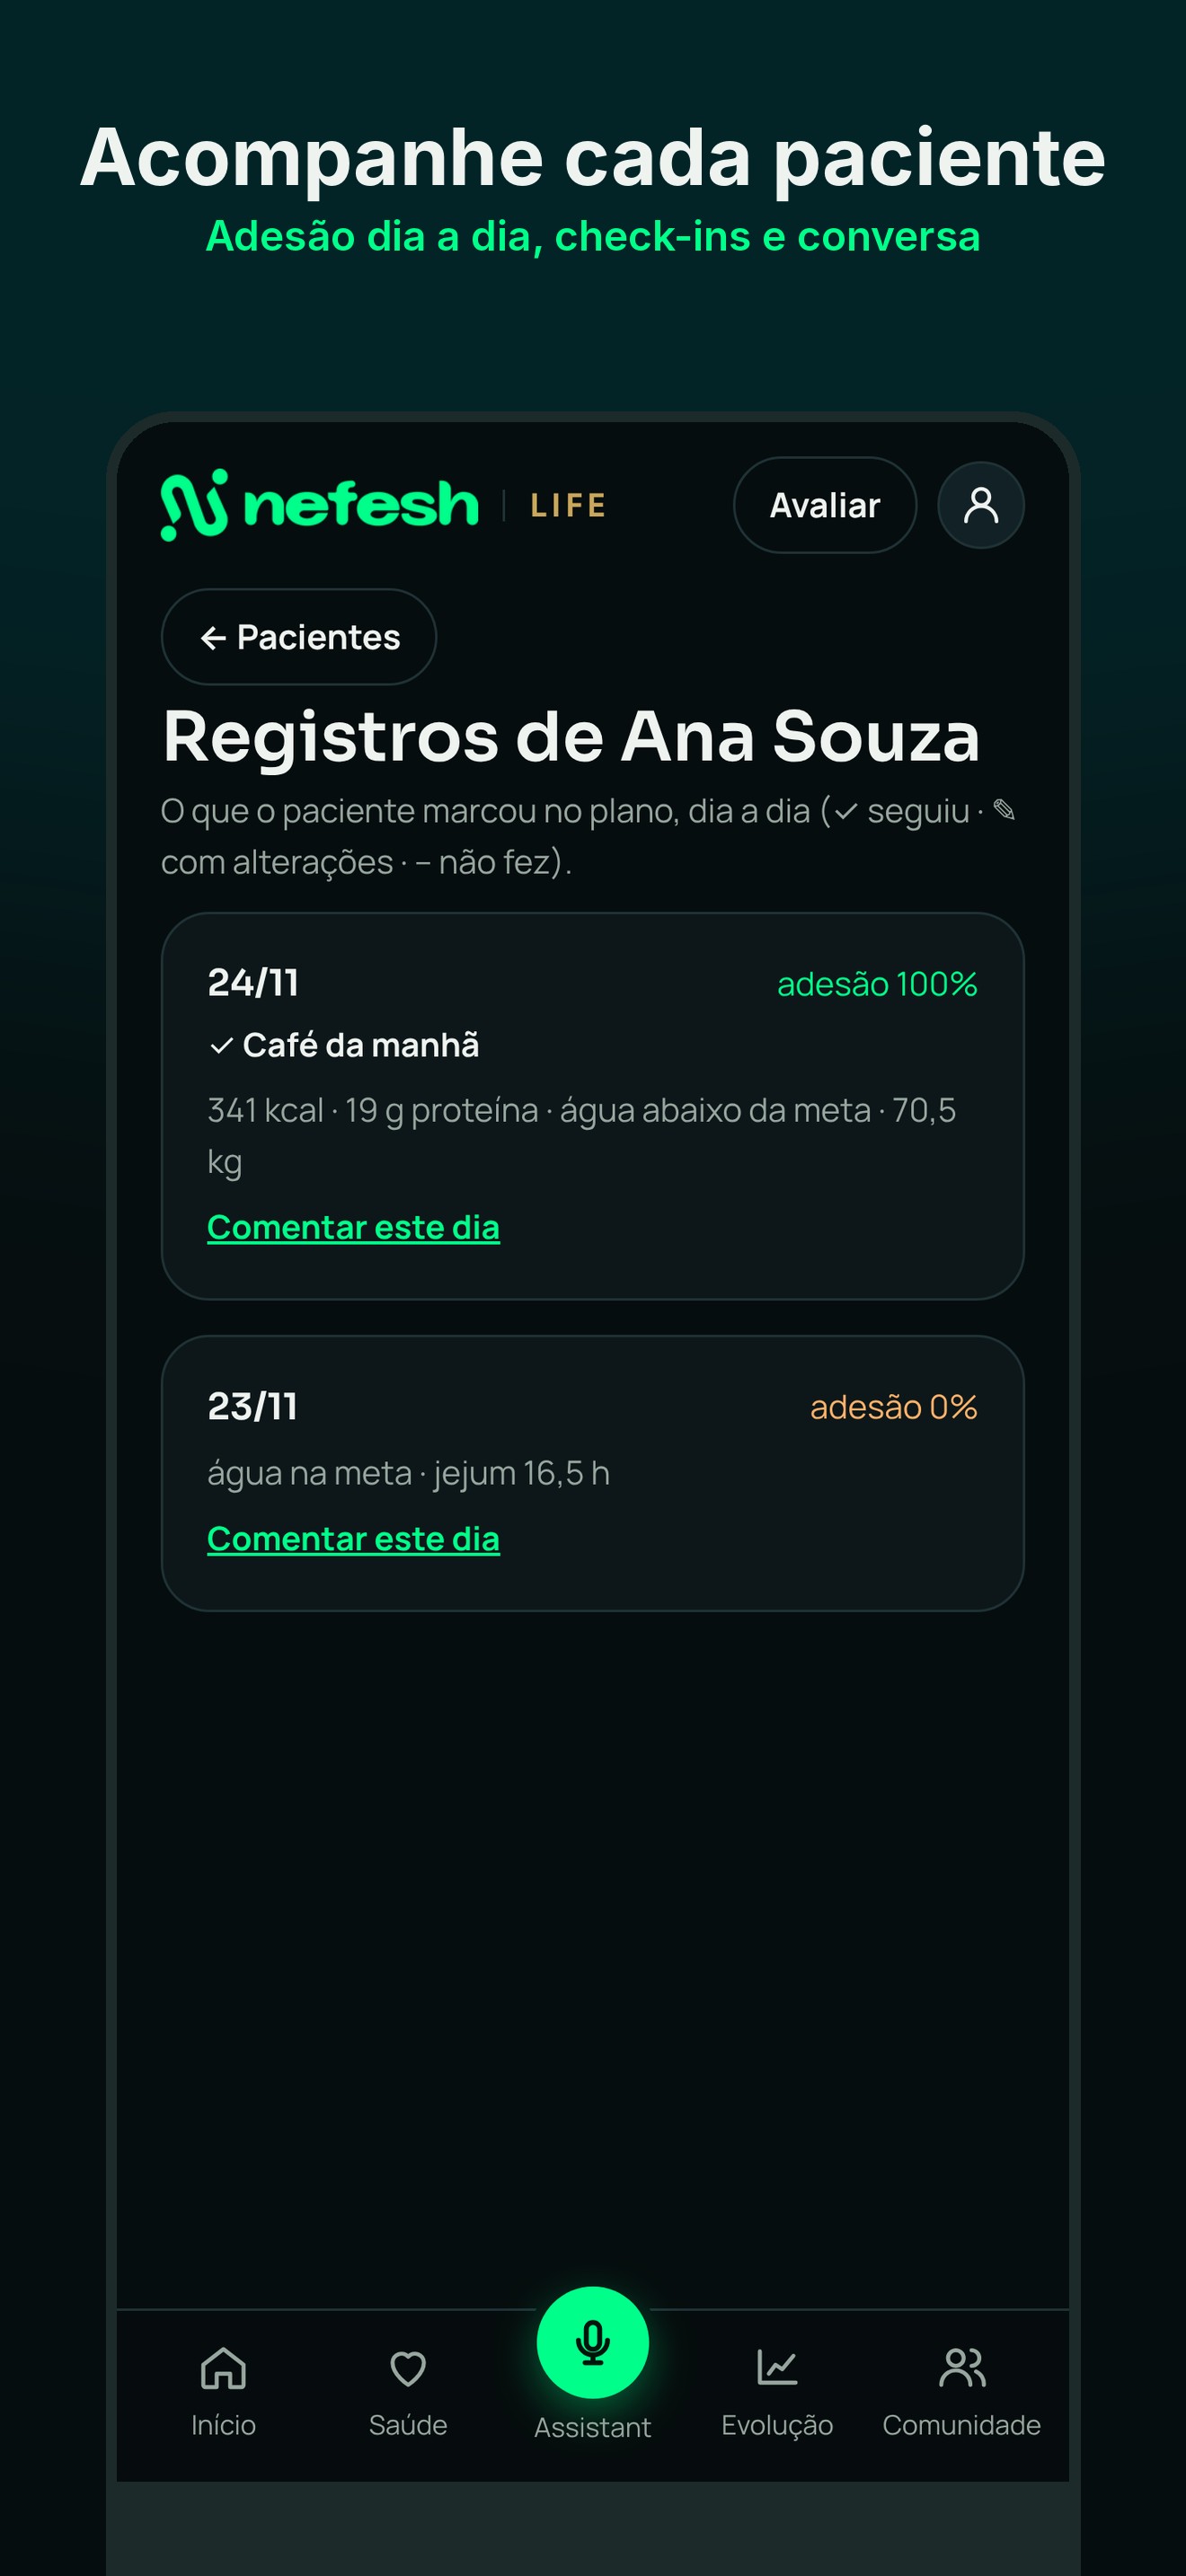 Acompanhe cada paciente
Adesão dia a dia, check-ins e conversa
nefesh | LIFE
Avaliar
← Pacientes
Registros de Ana Souza
O que o paciente marcou no plano, dia a dia (✓ seguiu · ✎
com alterações · – não fez).
24/11
adesão 100%
✓ Café da manhã
341 kcal · 19 g proteína · água abaixo da meta · 70,5
kg
Comentar este dia
23/11
adesão 0%
água na meta · jejum 16,5 h
Comentar este dia
Início
Saúde
Assistant
Evolução
Comunidade